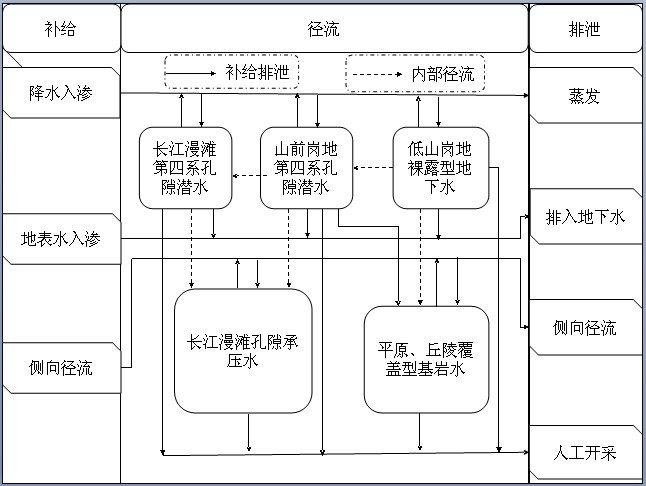 补给
径流
排泄
补给排泄
内部径流
降水入渗
蒸发
长江漫滩
第四系孔
隙潜水
山前岗地
第四系孔
隙潜水
低山岗地
裸露型地
下水
地表水入渗
排入地下水
长江漫滩孔隙承
压水
平原、丘陵覆
盖型基岩水
侧向径流
侧向径流
人工开采